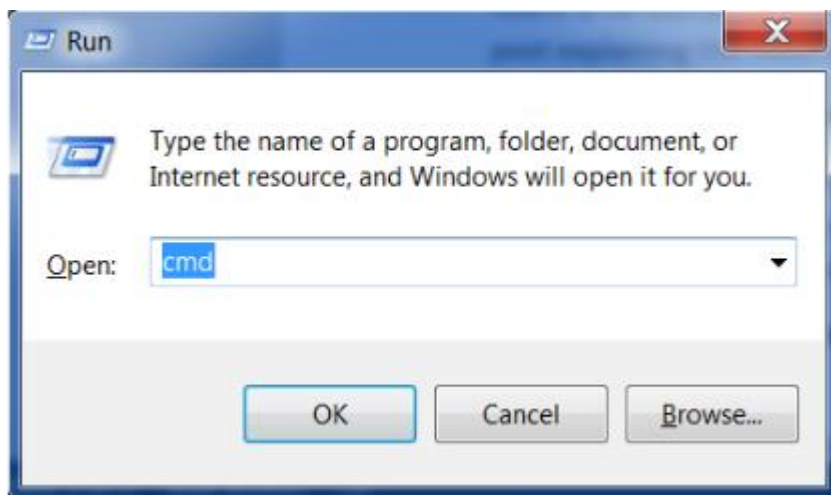 Run
Type the name of a program, folder, document, or
Internet resource, and Windows will open it for you.
Open: cmd
OK Cancel Browse...